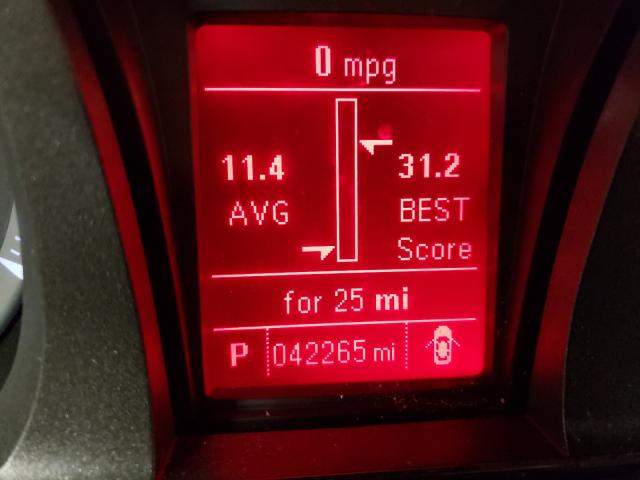 0 mpg
11.4 31.2
AVG BEST
Score
for 25 mi
P 042265 mi